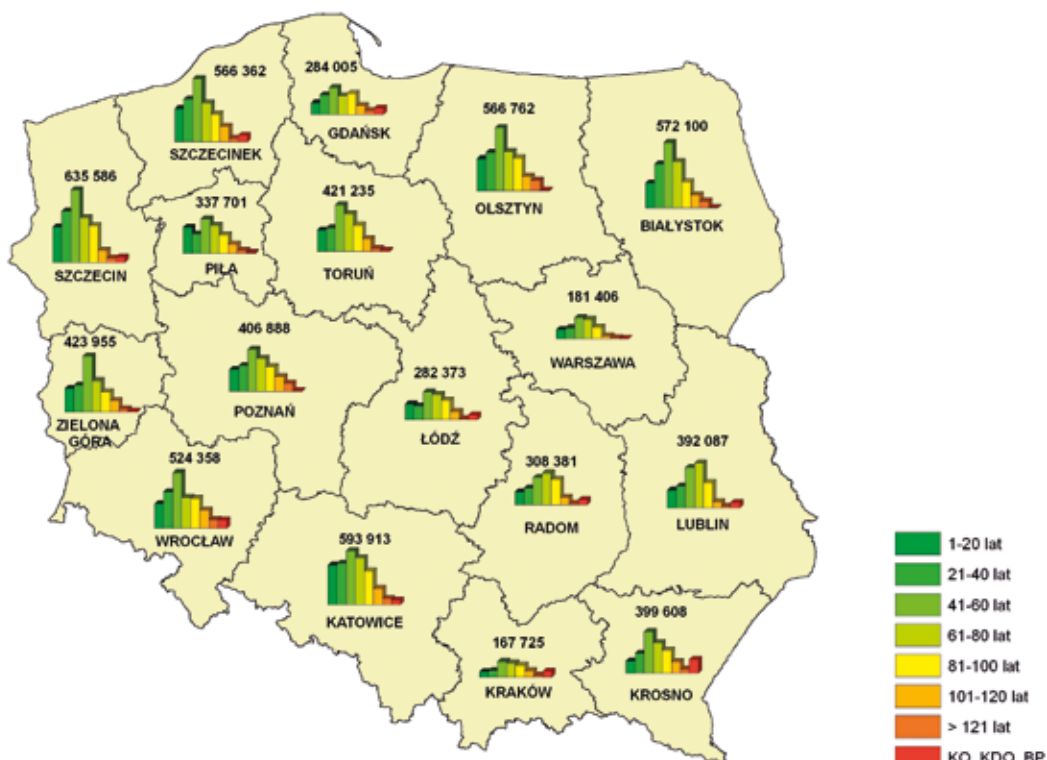 566 362
SZCZECINEK
284 005
GDAŃSK
566 762
OLSZTYN
572 100
BIAŁYSTOK
635 586
SZCZECIN
337 701
PIŁA
421 235
TORUŃ
181 406
WARSZAWA
423 955
ZIELONA
GÓRA
406 888
POZNAŃ
282 373
ŁÓDŹ
308 381
RADOM
392 087
LUBLIN
524 358
WROCŁAW
593 913
KATOWICE
167 725
KRAKÓW
399 608
KROSNO
1-20 lat
21-40 lat
41-60 lat
61-80 lat
81-100 lat
101-120 lat
> 121 lat
KO, KDO, BP